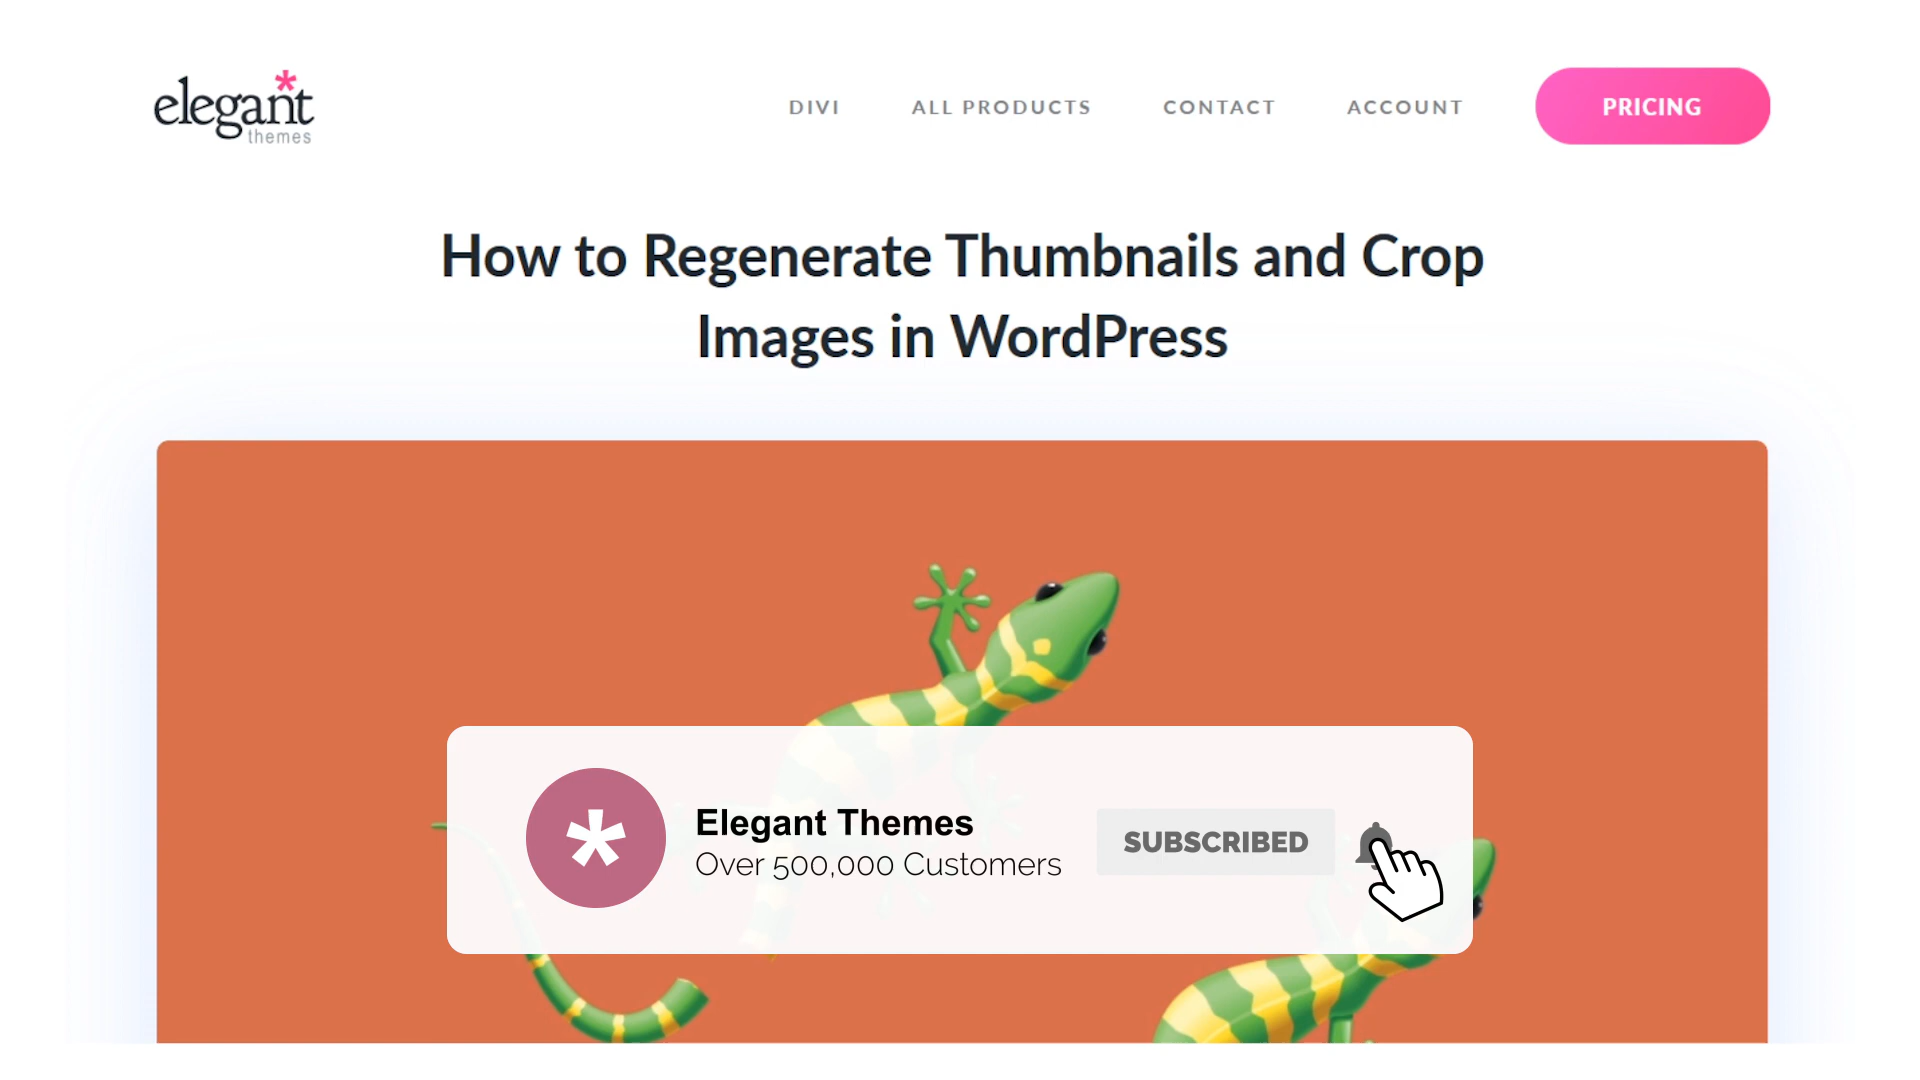 elegant
themes
DIVI
ALL PRODUCTS
CONTACT
ACCOUNT
PRICING
How to Regenerate Thumbnails and Crop
Images in WordPress
Elegant Themes
Over 500,000 Customers
SUBSCRIBED